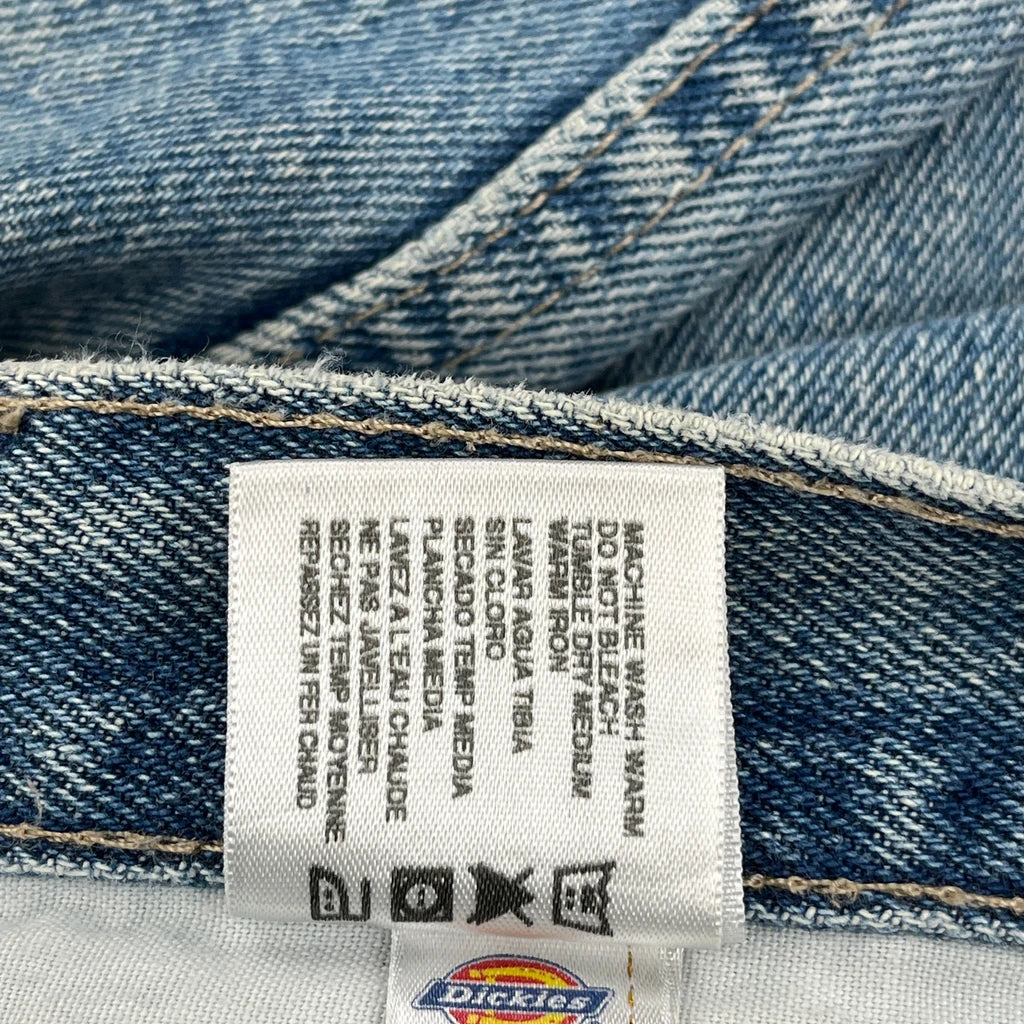 MACHINE WASH WARM
DO NOT BLEACH
TUMBLE DRY MEDIUM
WARM IRON
LAVAR AQUA TIBIA
SIN CLORO
SECADO TEMP MEDIA
PLANCHA MEDIA
LAVEZ A L'EAU CHAUDE
NE PAS JAVELLISER
SECHEZ TEMP MOYENNE
REPASSEZ UN FER CHAUD
Dickies